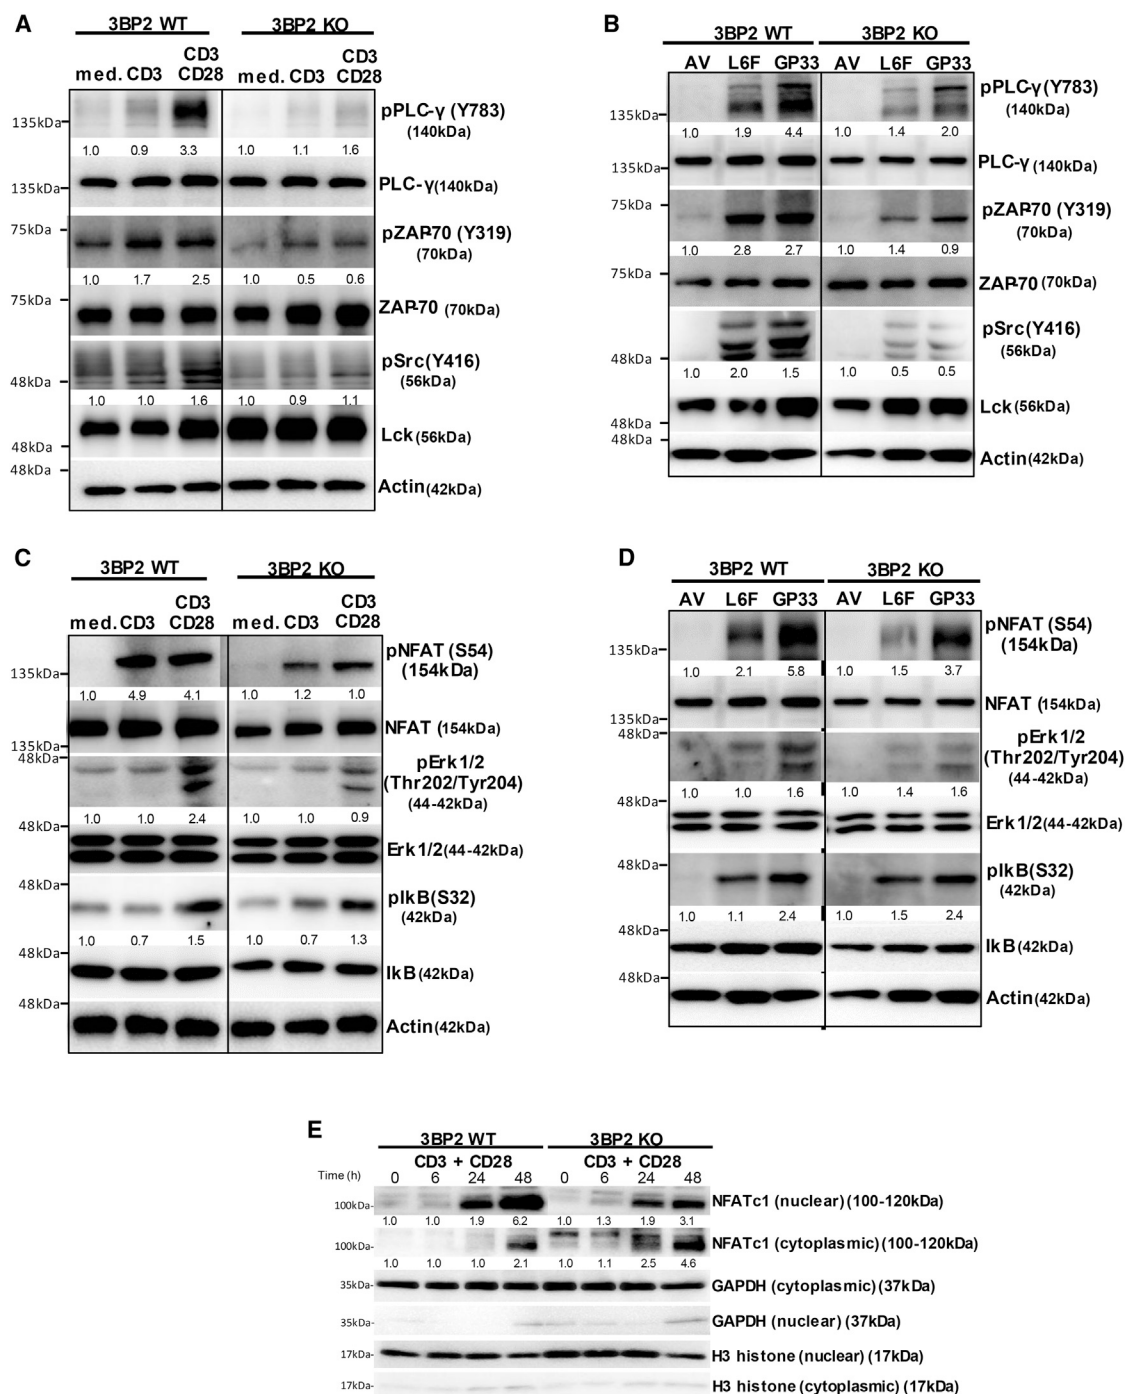 A
3BP2 WT 3BP2 KO
CD3 CD3
med. CD3 CD28 med. CD3 CD28
pPLC-γ (Y783)
135kDa (140kDa)
1.0 0.9 3.3 1.0 1.1 1.6
135kDa PLC-γ (140kDa)
75kDa pZAP-70 (Y319)
(70kDa)
1.0 1.7 2.5 1.0 0.5 0.6
75kDa ZAP-70 (70kDa)
pSrc(Y416)
48kDa (56kDa)
1.0 1.0 1.6 1.0 0.9 1.1
48kDa Lck (56kDa)
48kDa
Actin (42kDa)
B
3BP2 WT 3BP2 KO
AV L6F GP33 AV L6F GP33
pPLC-γ (Y783)
135kDa (140kDa)
1.0 1.9 4.4 1.0 1.4 2.0
135kDa PLC-γ (140kDa)
75kDa pZAP-70 (Y319)
(70kDa)
1.0 2.8 2.7 1.0 1.4 0.9
75kDa ZAP-70 (70kDa)
pSrc(Y416)
48kDa (56kDa)
1.0 2.0 1.5 1.0 0.5 0.5
48kDa Lck (56kDa)
48kDa
Actin (42kDa)
C
3BP2 WT 3BP2 KO
CD3 CD3
med. CD3 CD28 med. CD3 CD28
pNFAT (S54)
135kDa (154kDa)
1.0 4.9 4.1 1.0 1.2 1.0
NFAT (154kDa)
135kDa
48kDa pErk1/2
(Thr202/Tyr204)
(44-42kDa)
1.0 1.0 2.4 1.0 1.0 0.9
48kDa
Erk1/2 (44-42kDa)
48kDa pIkB(S32)
(42kDa)
1.0 0.7 1.5 1.0 0.7 1.3
48kDa
IkB (42kDa)
48kDa
Actin (42kDa)
D
3BP2 WT 3BP2 KO
AV L6F GP33 AV L6F GP33
pNFAT (S54)
135kDa (154kDa)
1.0 2.1 5.8 1.0 1.5 3.7
NFAT (154kDa)
135kDa
48kDa pErk1/2
(Thr202/Tyr204)
(44-42kDa)
1.0 1.0 1.6 1.0 1.4 1.6
48kDa
Erk1/2 (44-42kDa)
48kDa pIkB(S32)
(42kDa)
1.0 1.1 2.4 1.0 1.5 2.4
48kDa
IkB (42kDa)
48kDa
Actin (42kDa)
E
3BP2 WT 3BP2 KO
CD3 + CD28 CD3 + CD28
Time (h) 0 6 24 48 0 6 24 48
100kDa- NFATc1 (nuclear) (100-120kDa)
1.0 1.0 1.9 6.2 1.0 1.3 1.9 3.1
100kDa- NFATc1 (cytoplasmic) (100-120kDa)
1.0 1.0 1.0 2.1 1.0 1.1 2.5 4.6
35kDa- GAPDH (cytoplasmic) (37kDa)
35kDa- GAPDH (nuclear) (37kDa)
17kDa- H3 histone (nuclear) (17kDa)
17kDa- H3 histone (cytoplasmic) (17kDa)